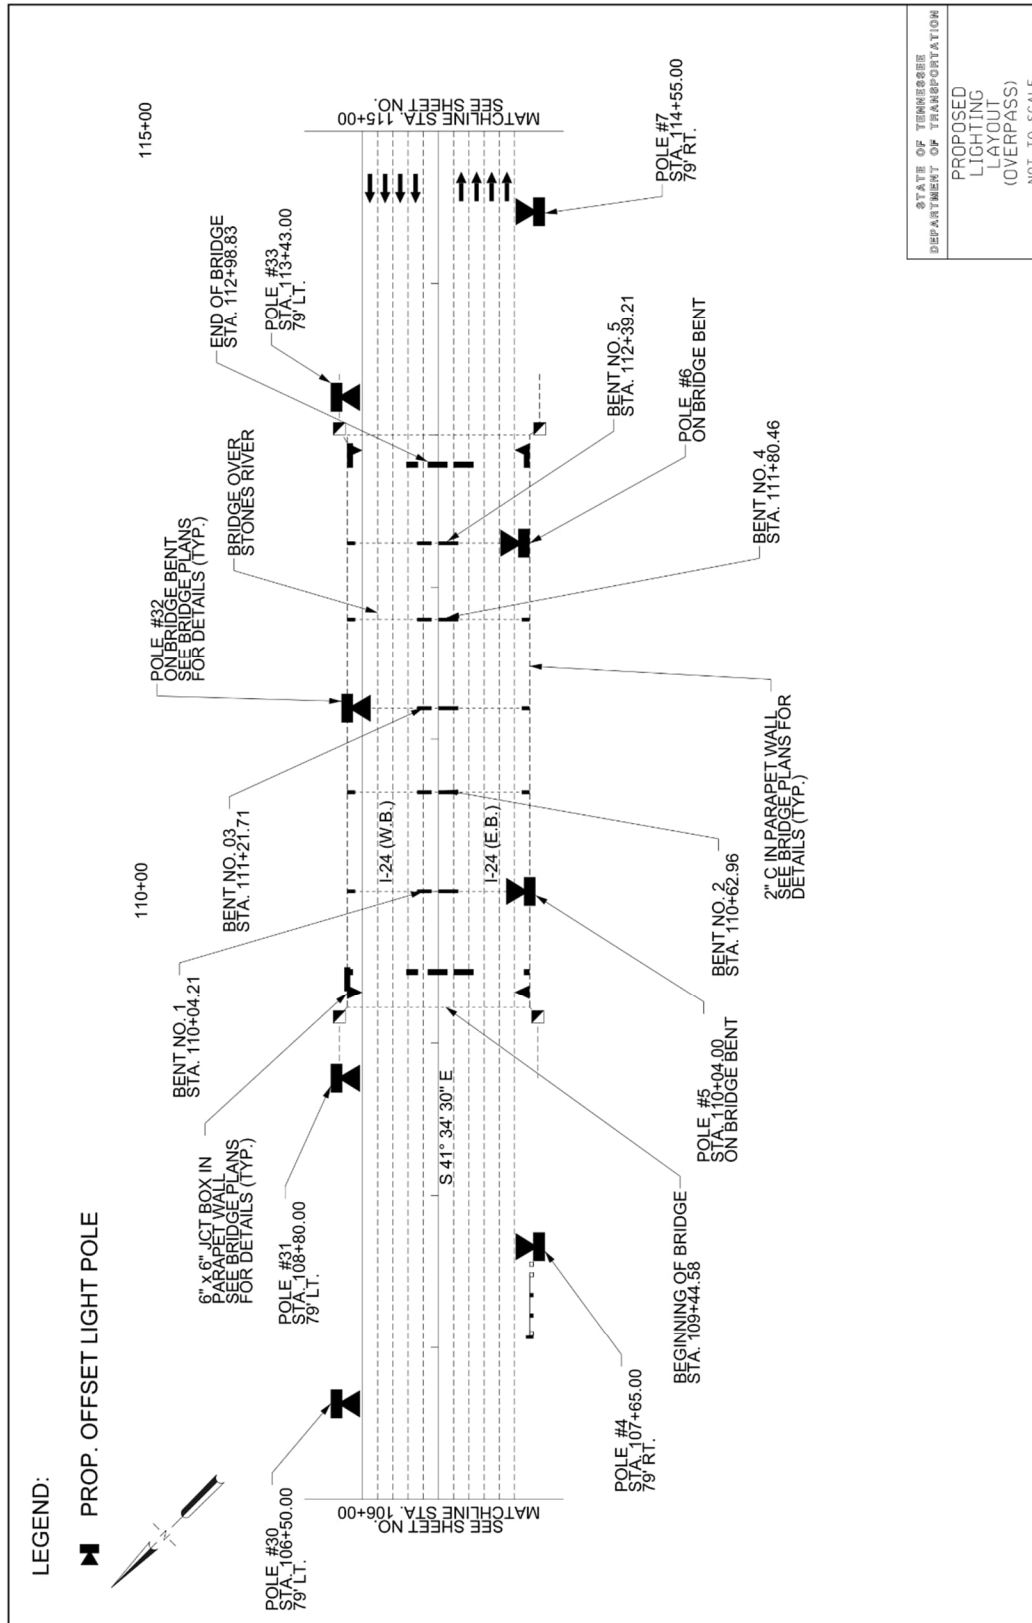 LEGEND:
PROP. OFFSET LIGHT POLE
N
110+00
115+00
6" x 6" JCT BOX IN
PARAPET WALL
SEE BRIDGE PLANS
FOR DETAILS (TYP.)
BENT NO. 1
STA. 110+04.21
BENT NO. 03
STA. 111+21.71
POLE #32
ON BRIDGE BENT
SEE BRIDGE PLANS
FOR DETAILS (TYP.)
BRIDGE OVER
STONES RIVER
END OF BRIDGE
STA. 112+98.83
POLE #30
STA. 106+50.00
79' LT.
POLE #31
STA. 108+80.00
79' LT.
POLE #33
STA. 113+43.00
79' LT.
MATCHLINE STA. 106+00
SEE SHEET NO.
S 41° 34' 30" E
I-24 (W.B.)
I-24 (E.B.)
MATCHLINE STA. 115+00
SEE SHEET NO.
POLE #4
STA. 107+65.00
79' RT.
BEGINNING OF BRIDGE
STA. 109+44.58
POLE #5
STA. 110+04.00
ON BRIDGE BENT
BENT NO. 2
STA. 110+62.96
2" C IN PARAPET WALL
SEE BRIDGE PLANS FOR
DETAILS (TYP.)
BENT NO. 4
STA. 111+80.46
BENT NO. 5
STA. 112+39.21
POLE #6
ON BRIDGE BENT
POLE #7
STA. 114+55.00
79' RT.
STATE OF TENNESSEE
DEPARTMENT OF TRANSPORTATION
PROPOSED
LIGHTING
LAYOUT
(OVERPASS)
NOT TO SCALE